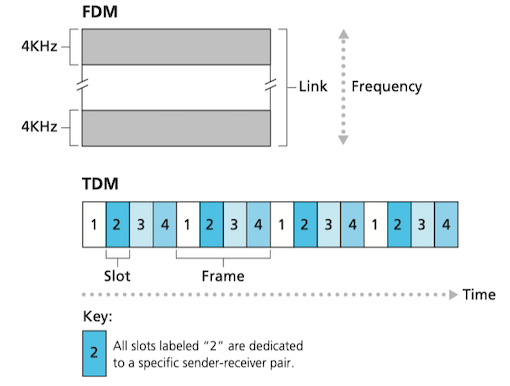 FDM
4KHz
Link Frequency
4KHz
TDM
1 2 3 4 1 2 3 4 1 2 3 4 1 2 3 4
Slot Frame
Time
Key:
2 All slots labeled “2” are dedicated
to a specific sender-receiver pair.